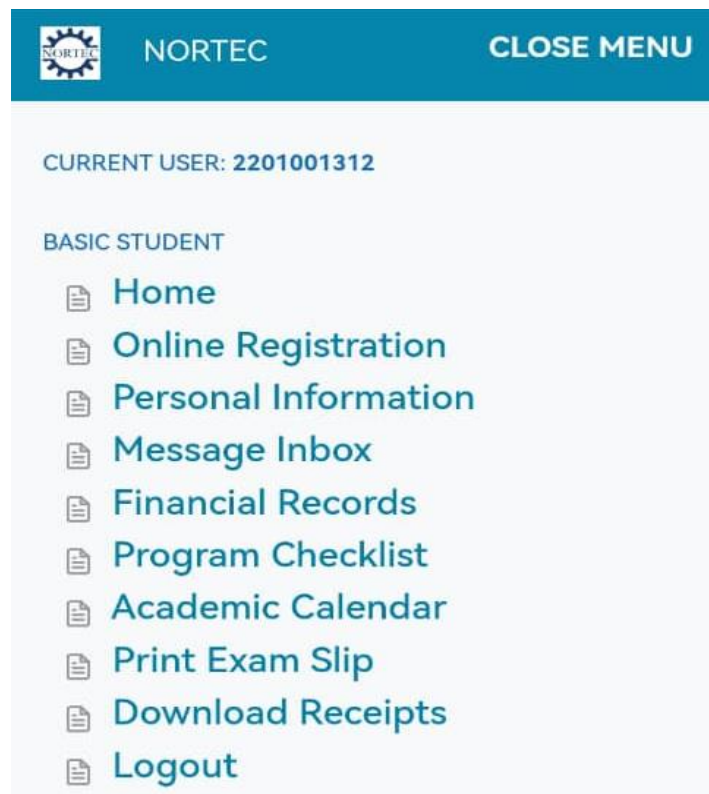 NORTEC NORTEC CLOSE MENU
CURRENT USER: 2201001312
BASIC STUDENT
Home
Online Registration
Personal Information
Message Inbox
Financial Records
Program Checklist
Academic Calendar
Print Exam Slip
Download Receipts
Logout